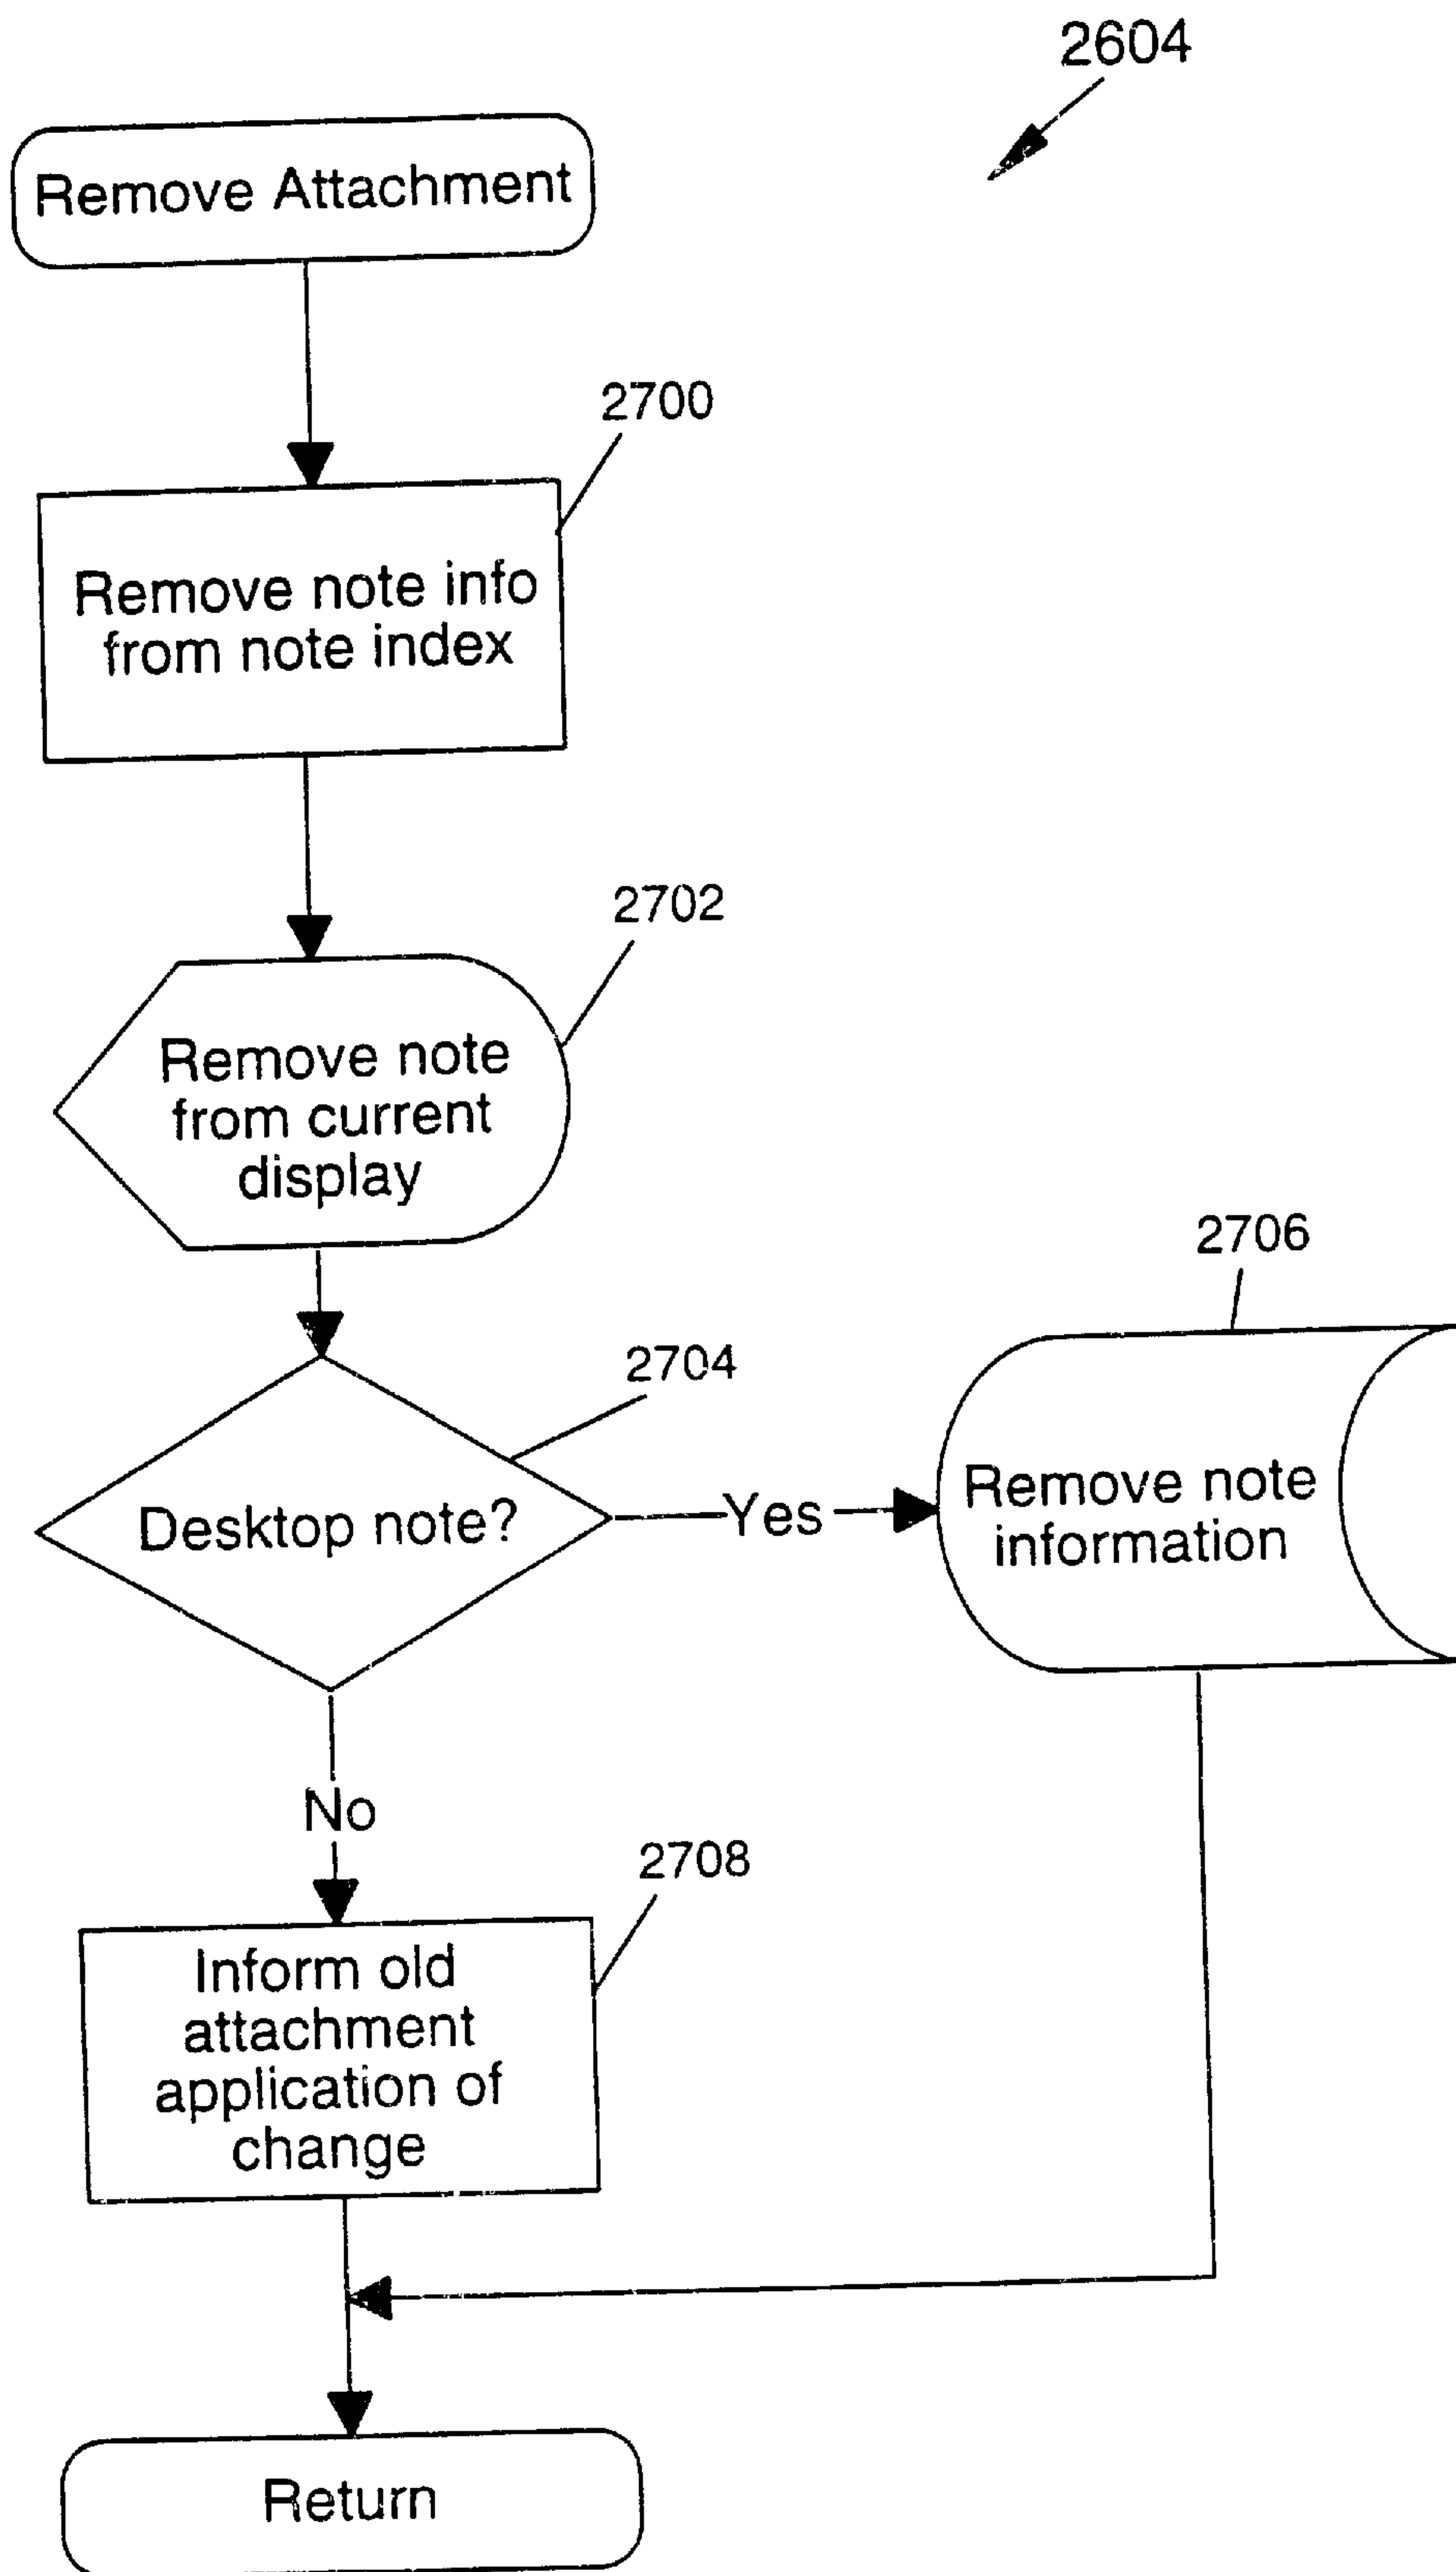 2604
Remove Attachment
2700
Remove note info
from note index
2702
Remove note
from current
display
2704
Desktop note?
Yes
2706
Remove note
information
No
2708
Inform old
attachment
application of
change
Return